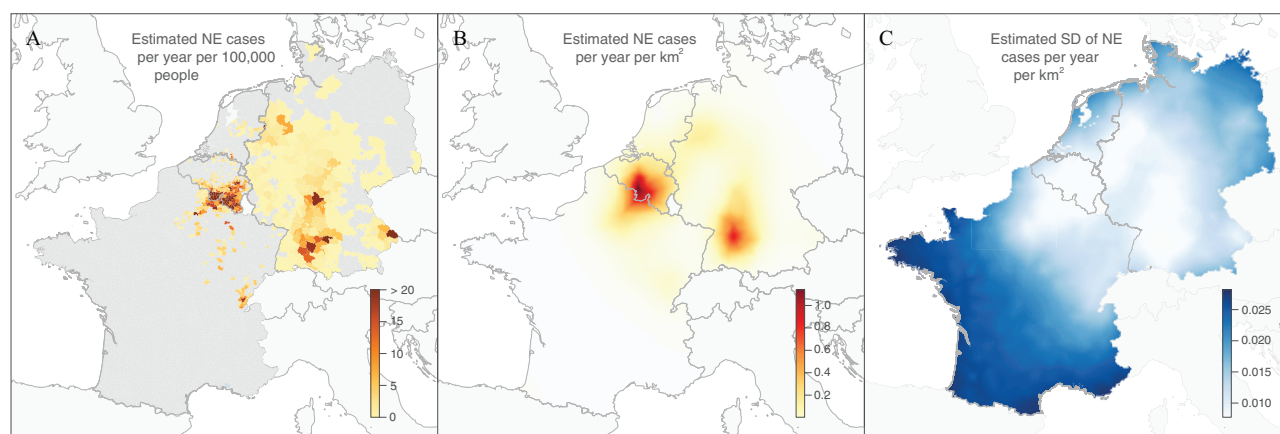 A
Estimated NE cases
per year per 100,000
people
> 20
15
10
5
0
B
Estimated NE cases
per year per km²
1.0
0.8
0.6
0.4
0.2
C
Estimated SD of NE
cases per year
per km²
0.025
0.015
0.010